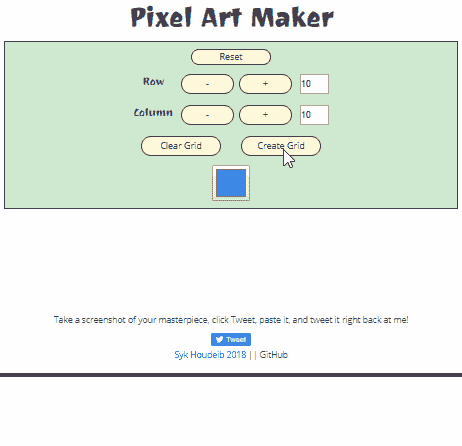 Pixel Art Maker
Reset
Row - + 10
Column - + 10
Clear Grid Create Grid
Take a screenshot of your masterpiece, click Tweet, paste it, and tweet it right back at me!
Tweet
Syk Houdeib 2018 || GitHub